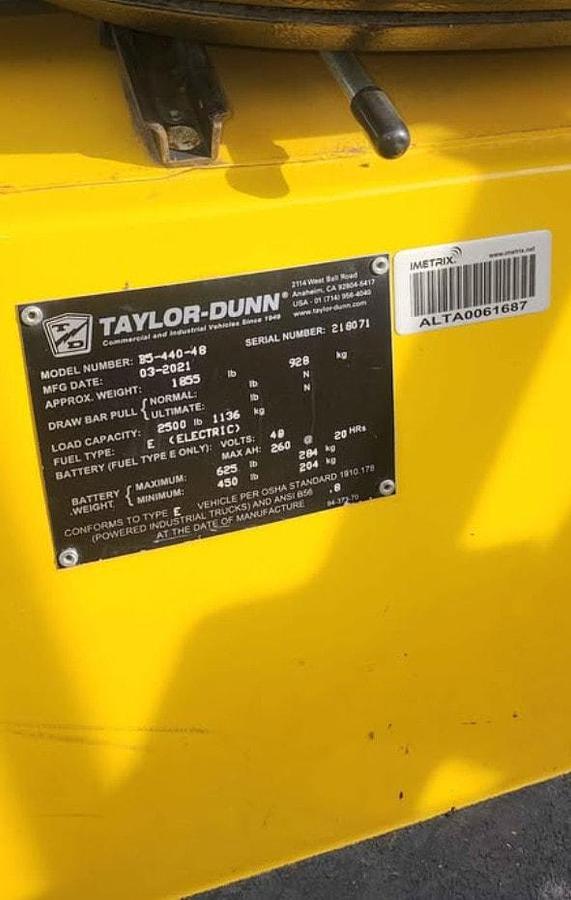 IMETRIX
www.imetrix.net
ALTA0061687
T D
TAYLOR-DUNN®
Commercial and Industrial Vehicles Since 1949
2114 West Ball Road
Anaheim, CA 92804-5417
USA - 01 (714) 956-4040
www.taylor-dunn.com
MODEL NUMBER: B5-440-48 SERIAL NUMBER: 218071
MFG DATE: 03-2021
APPROX. WEIGHT: 1855 lb 928 kg
DRAW BAR PULL { NORMAL: lb N
ULTIMATE: lb N
LOAD CAPACITY: 2500 lb 1136 kg
FUEL TYPE: E (ELECTRIC)
BATTERY (FUEL TYPE E ONLY): VOLTS: 48
MAX AH: 260 @ 20 HRs
BATTERY WEIGHT { MAXIMUM: 625 lb 284 kg
MINIMUM: 450 lb 204 kg
CONFORMS TO TYPE E VEHICLE PER OSHA STANDARD 1910.178
(POWERED INDUSTRIAL TRUCKS) AND ANSI B56 .8
AT THE DATE OF MANUFACTURE 94-373-70